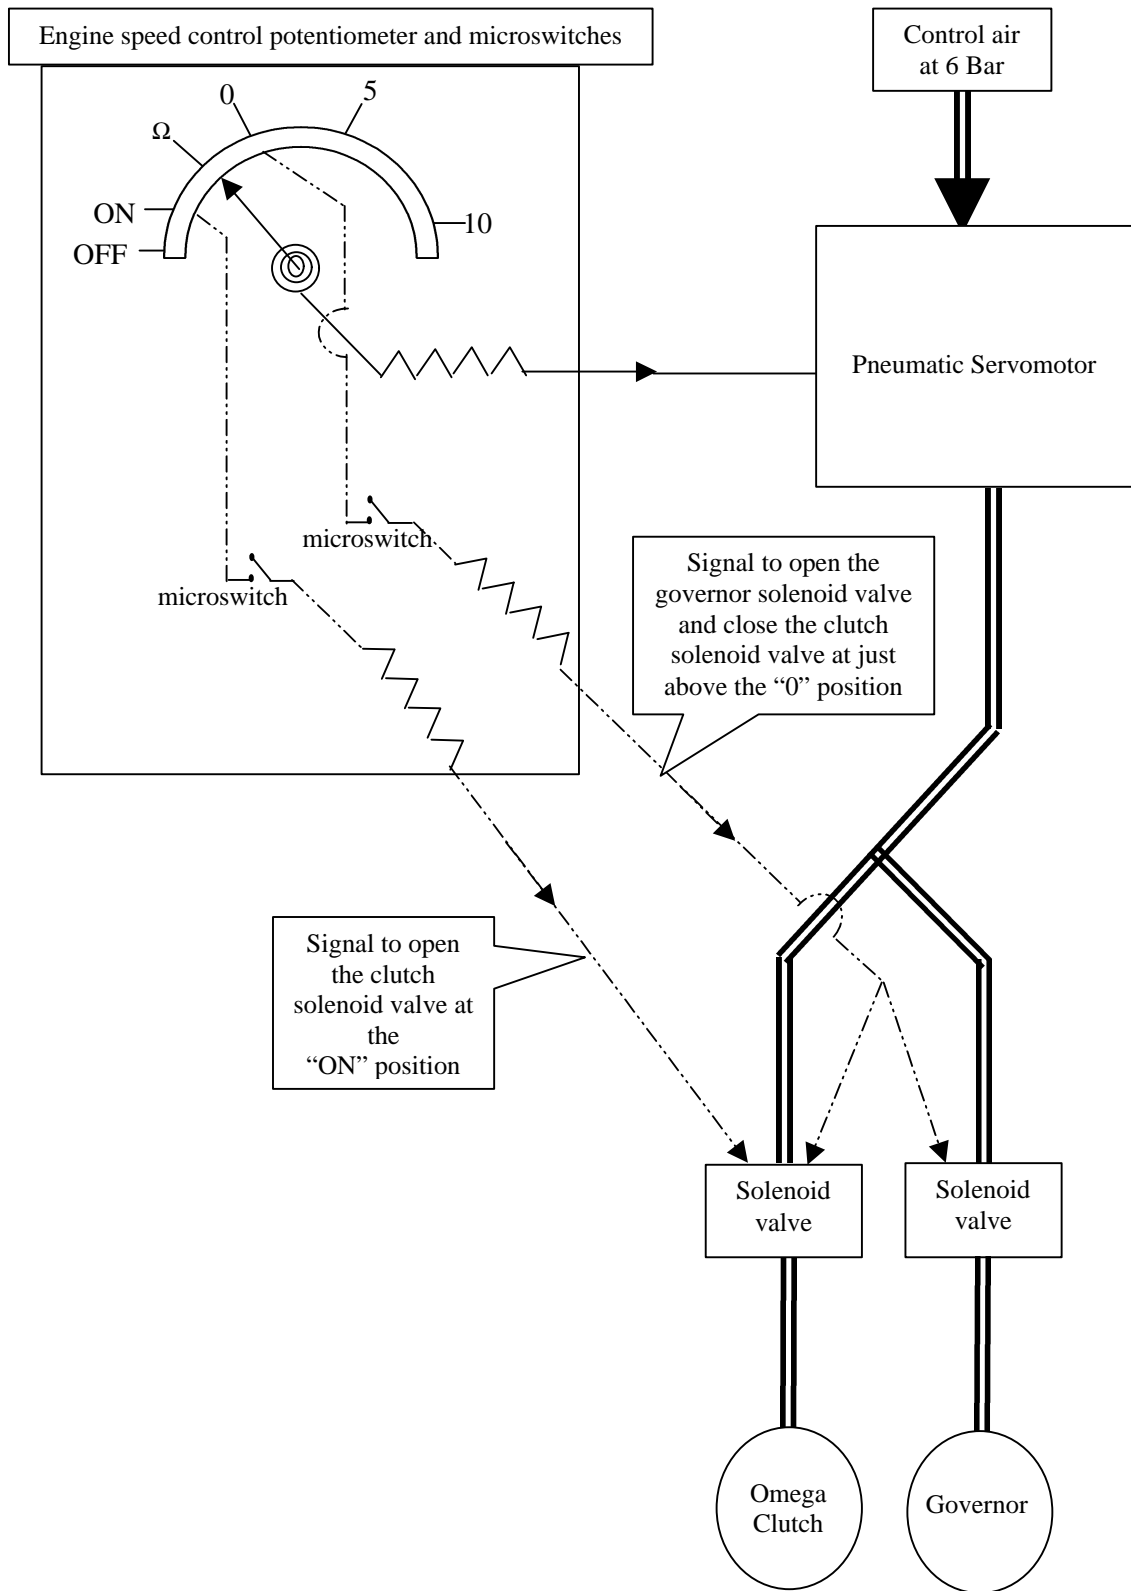 Engine speed control potentiometer and microswitches
Control air
at 6 Bar
0
5
Ω
ON
10
OFF
Pneumatic Servomotor
microswitch
microswitch
Signal to open the
governor solenoid valve
and close the clutch
solenoid valve at just
above the “0” position
Signal to open
the clutch
solenoid valve at
the
“ON” position
Solenoid
valve
Solenoid
valve
Omega
Clutch
Governor